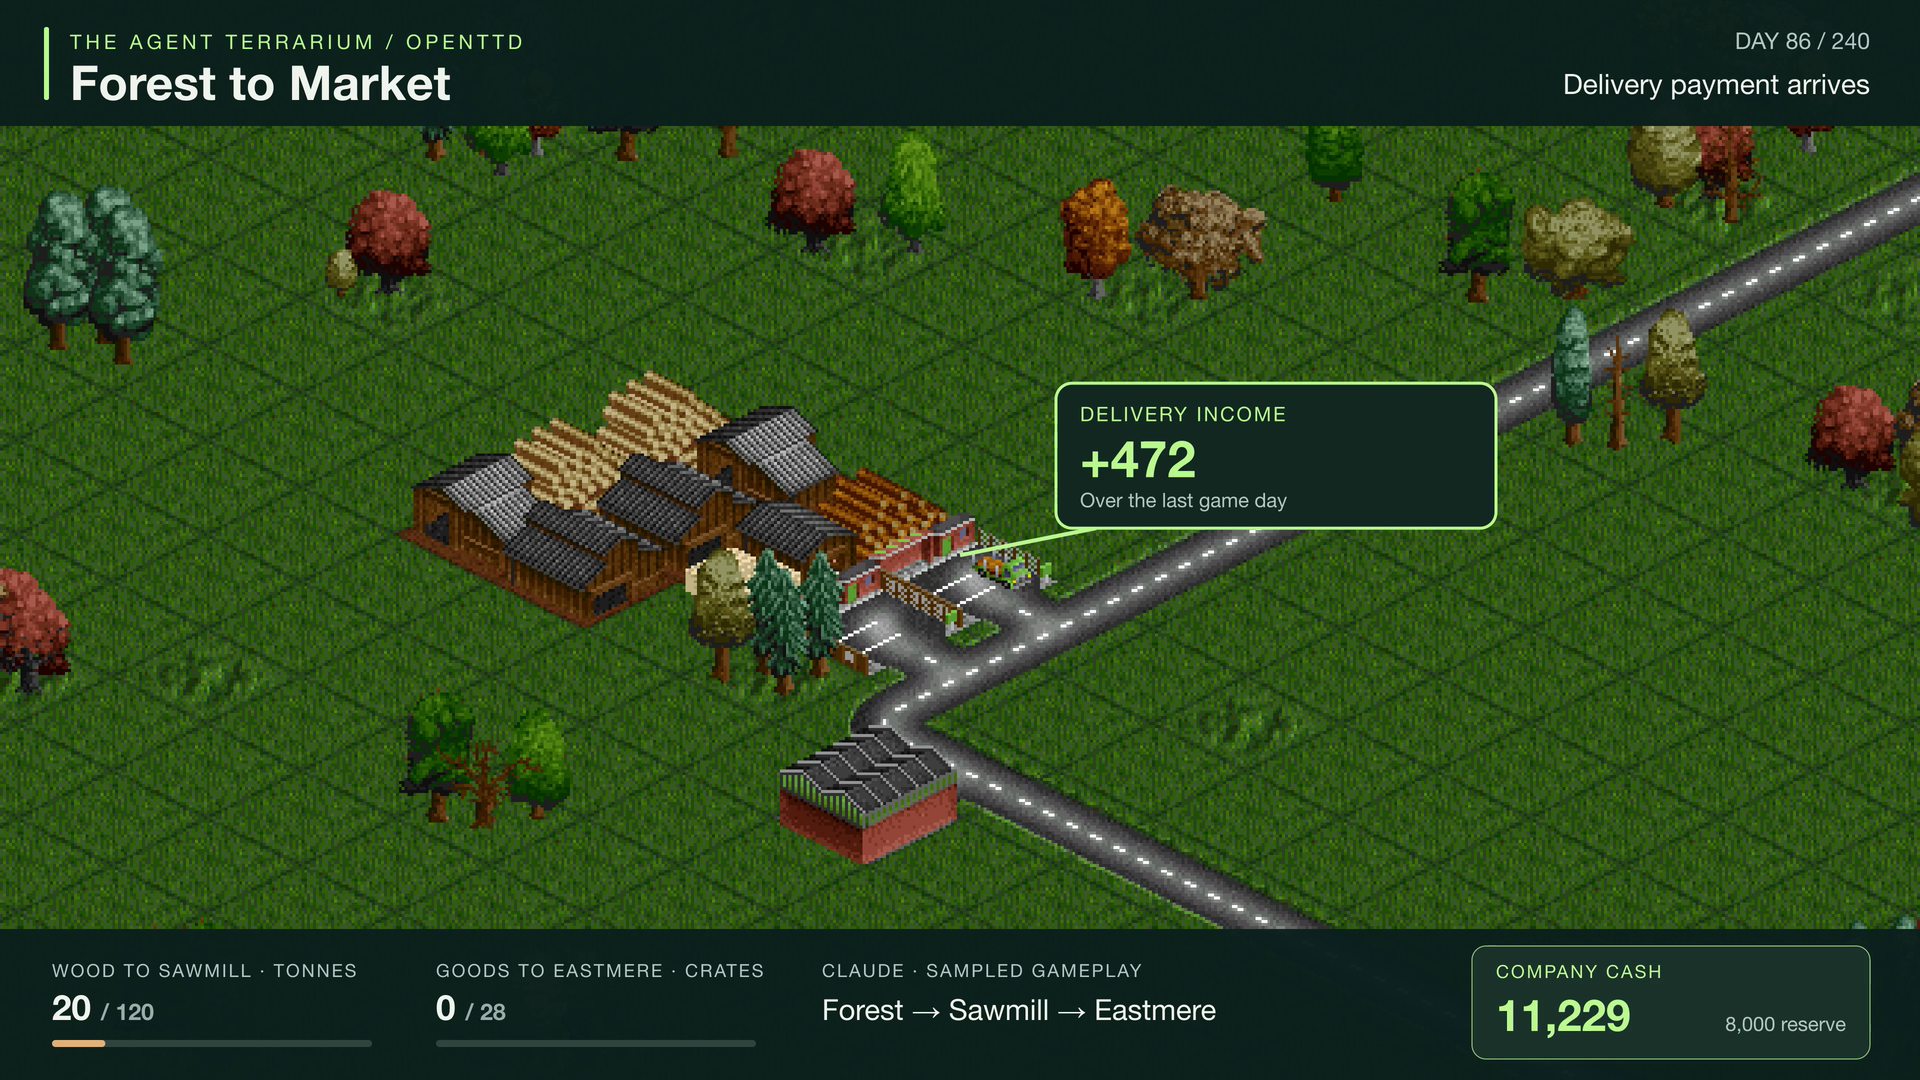 THE AGENT TERRARIUM / OPENTTD
Forest to Market
DAY 86 / 240
Delivery payment arrives
DELIVERY INCOME
+472
Over the last game day
WOOD TO SAWMILL · TONNES
20 / 120
GOODS TO EASTMERE · CRATES
0 / 28
CLAUDE · SAMPLED GAMEPLAY
Forest → Sawmill → Eastmere
COMPANY CASH
11,229
8,000 reserve